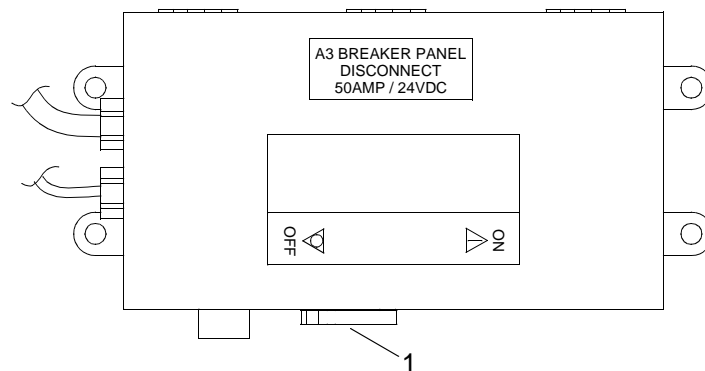 A3 BREAKER PANEL
DISCONNECT
50AMP / 24VDC
OFF
ON
1